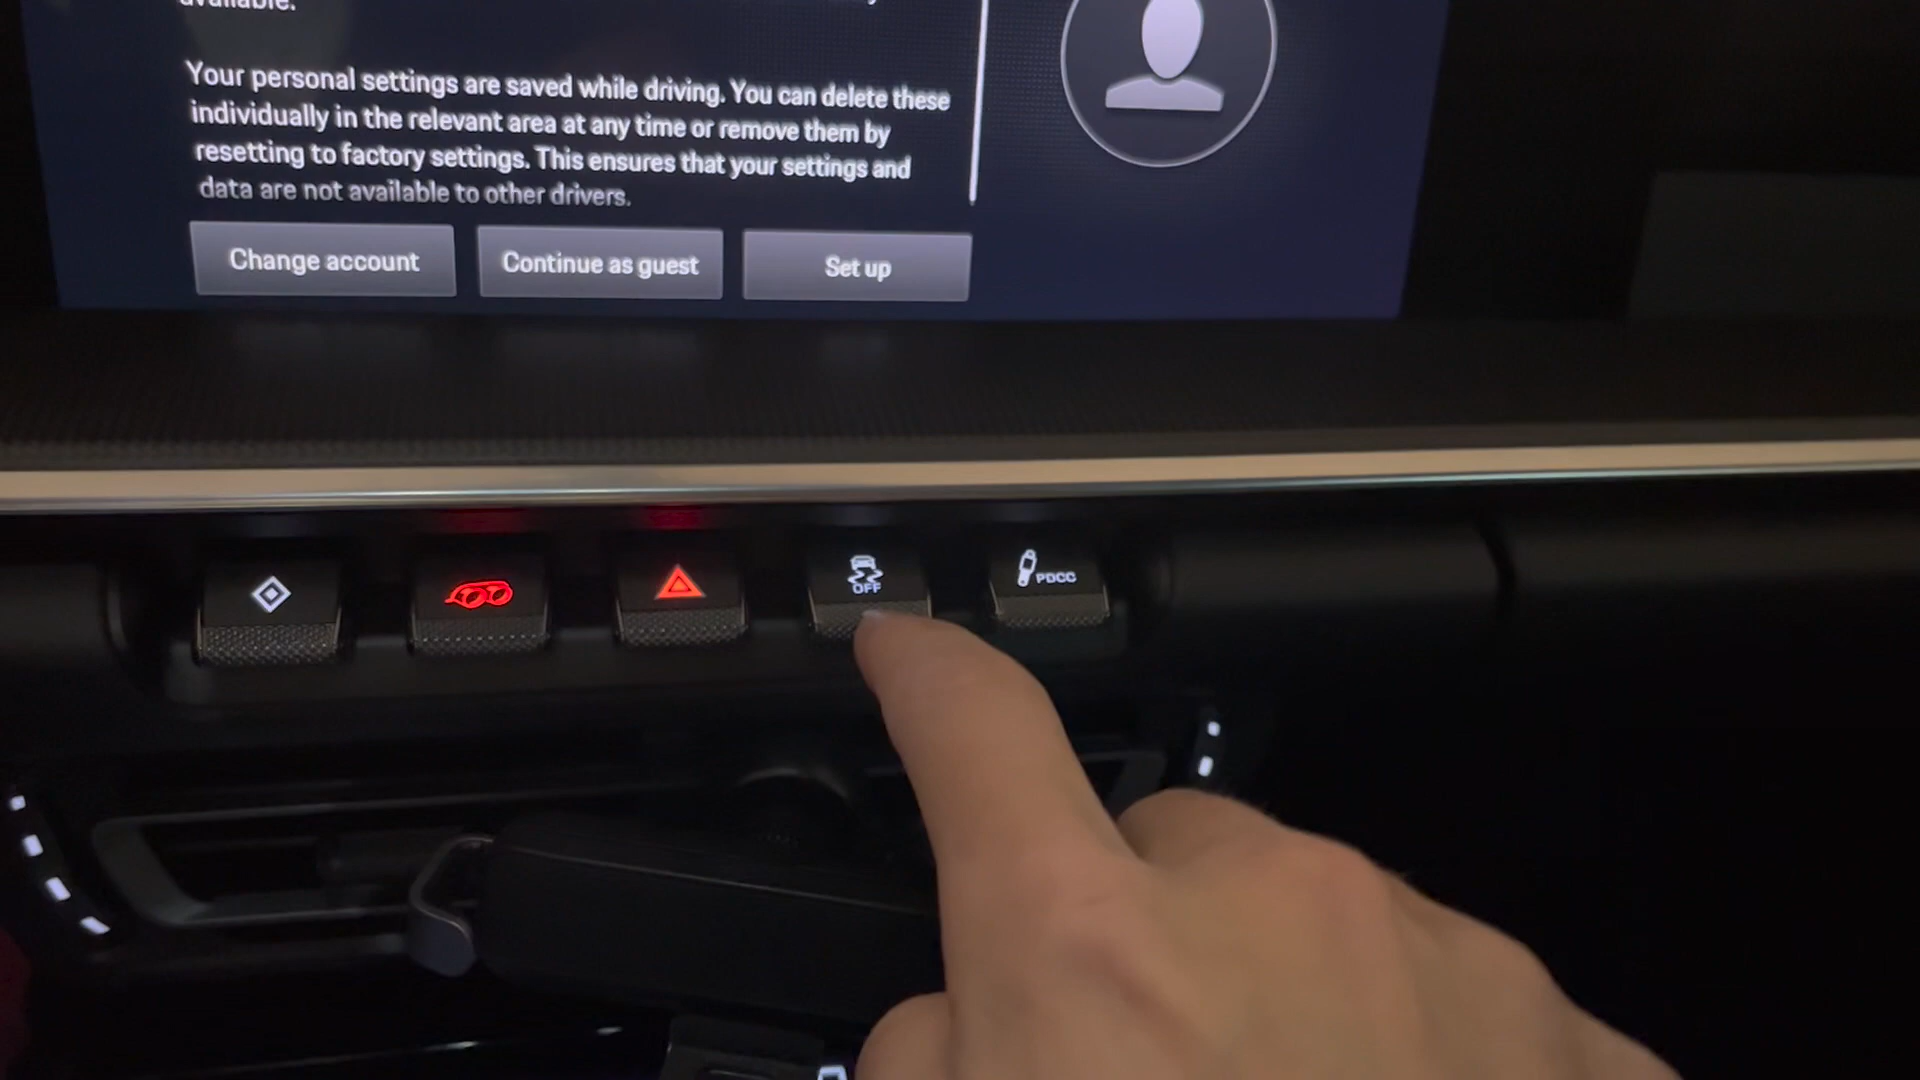 available.
Your personal settings are saved while driving. You can delete these
individually in the relevant area at any time or remove them by
resetting to factory settings. This ensures that your settings and
data are not available to other drivers.
Change account
Continue as guest
Set up
OFF
PDCC